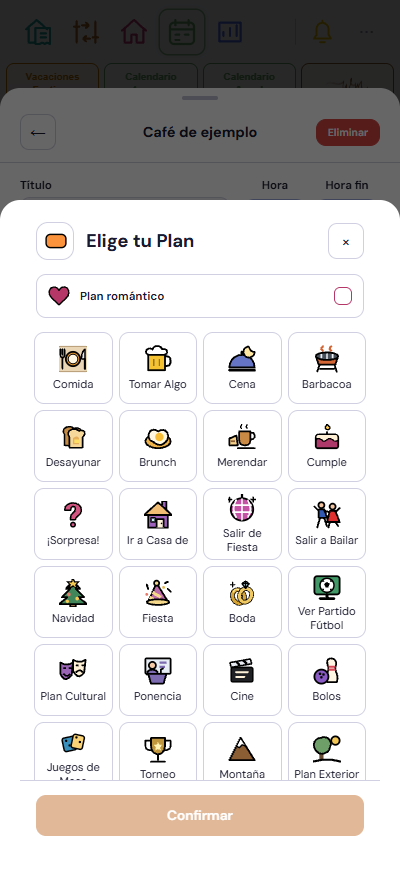 Vacaciones
Calendario
Calendario
←
Café de ejemplo
Eliminar
Título
Hora
Hora fin
Elige tu Plan
×
Plan romántico
Comida
Tomar Algo
Cena
Barbacoa
Desayunar
Brunch
Merendar
Cumple
¡Sorpresa!
Ir a Casa de
Salir de
Fiesta
Salir a Bailar
Navidad
Fiesta
Boda
Ver Partido
Fútbol
Plan Cultural
Ponencia
Cine
Bolos
Juegos de
Mesa
Torneo
Montaña
Plan Exterior
Confirmar